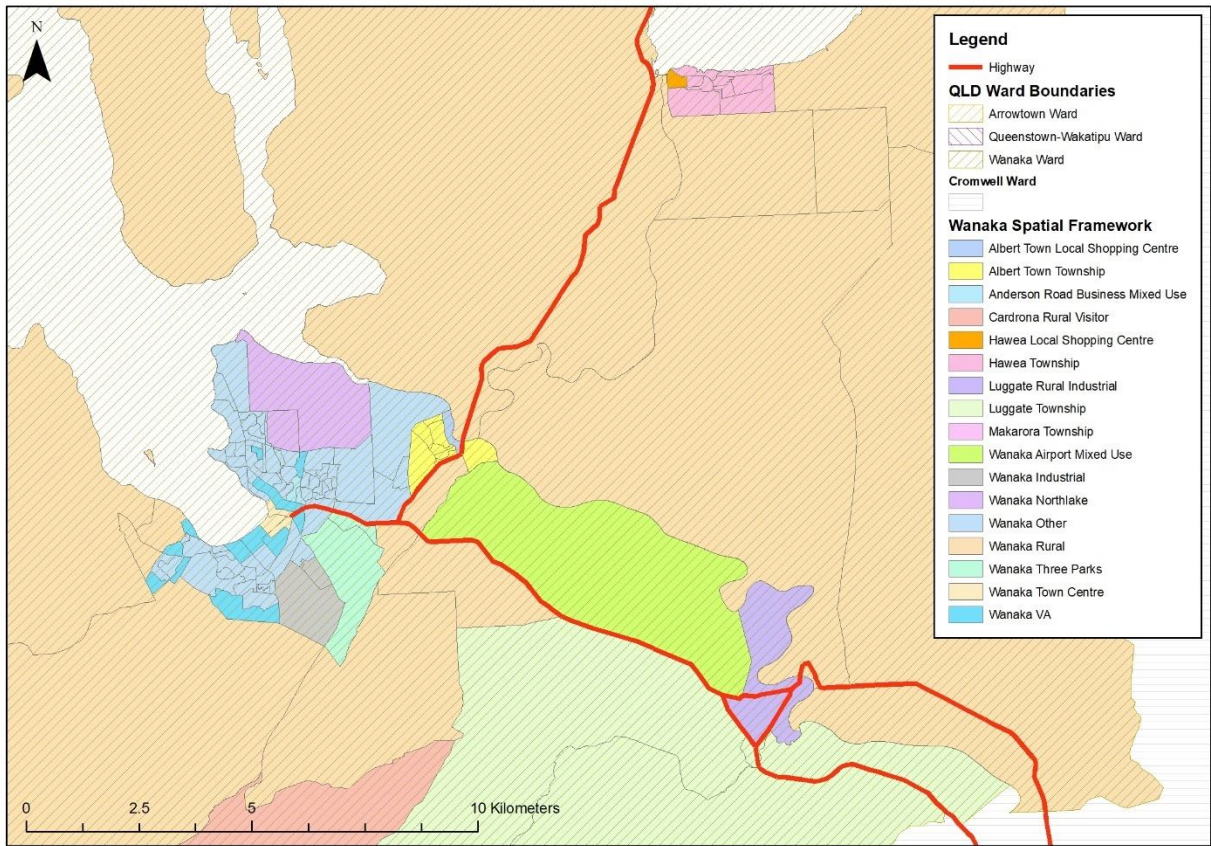 N
Legend
Highway
QLD Ward Boundaries
Arrowtown Ward
Queenstown-Wakatipu Ward
Wanaka Ward
Cromwell Ward
Wanaka Spatial Framework
Albert Town Local Shopping Centre
Albert Town Township
Anderson Road Business Mixed Use
Cardrona Rural Visitor
Hawea Local Shopping Centre
Hawea Township
Luggate Rural Industrial
Luggate Township
Makarora Township
Wanaka Airport Mixed Use
Wanaka Industrial
Wanaka Northlake
Wanaka Other
Wanaka Rural
Wanaka Three Parks
Wanaka Town Centre
Wanaka VA
0 2.5 5 10 Kilometers